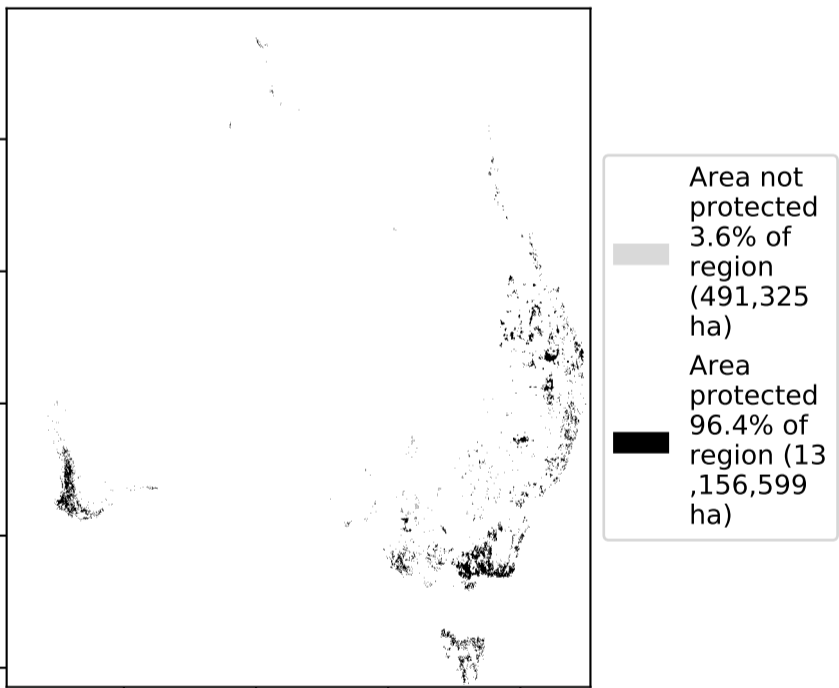 Area not
protected
3.6% of
region
(491,325
ha)
Area
protected
96.4% of
region (13
,156,599
ha)